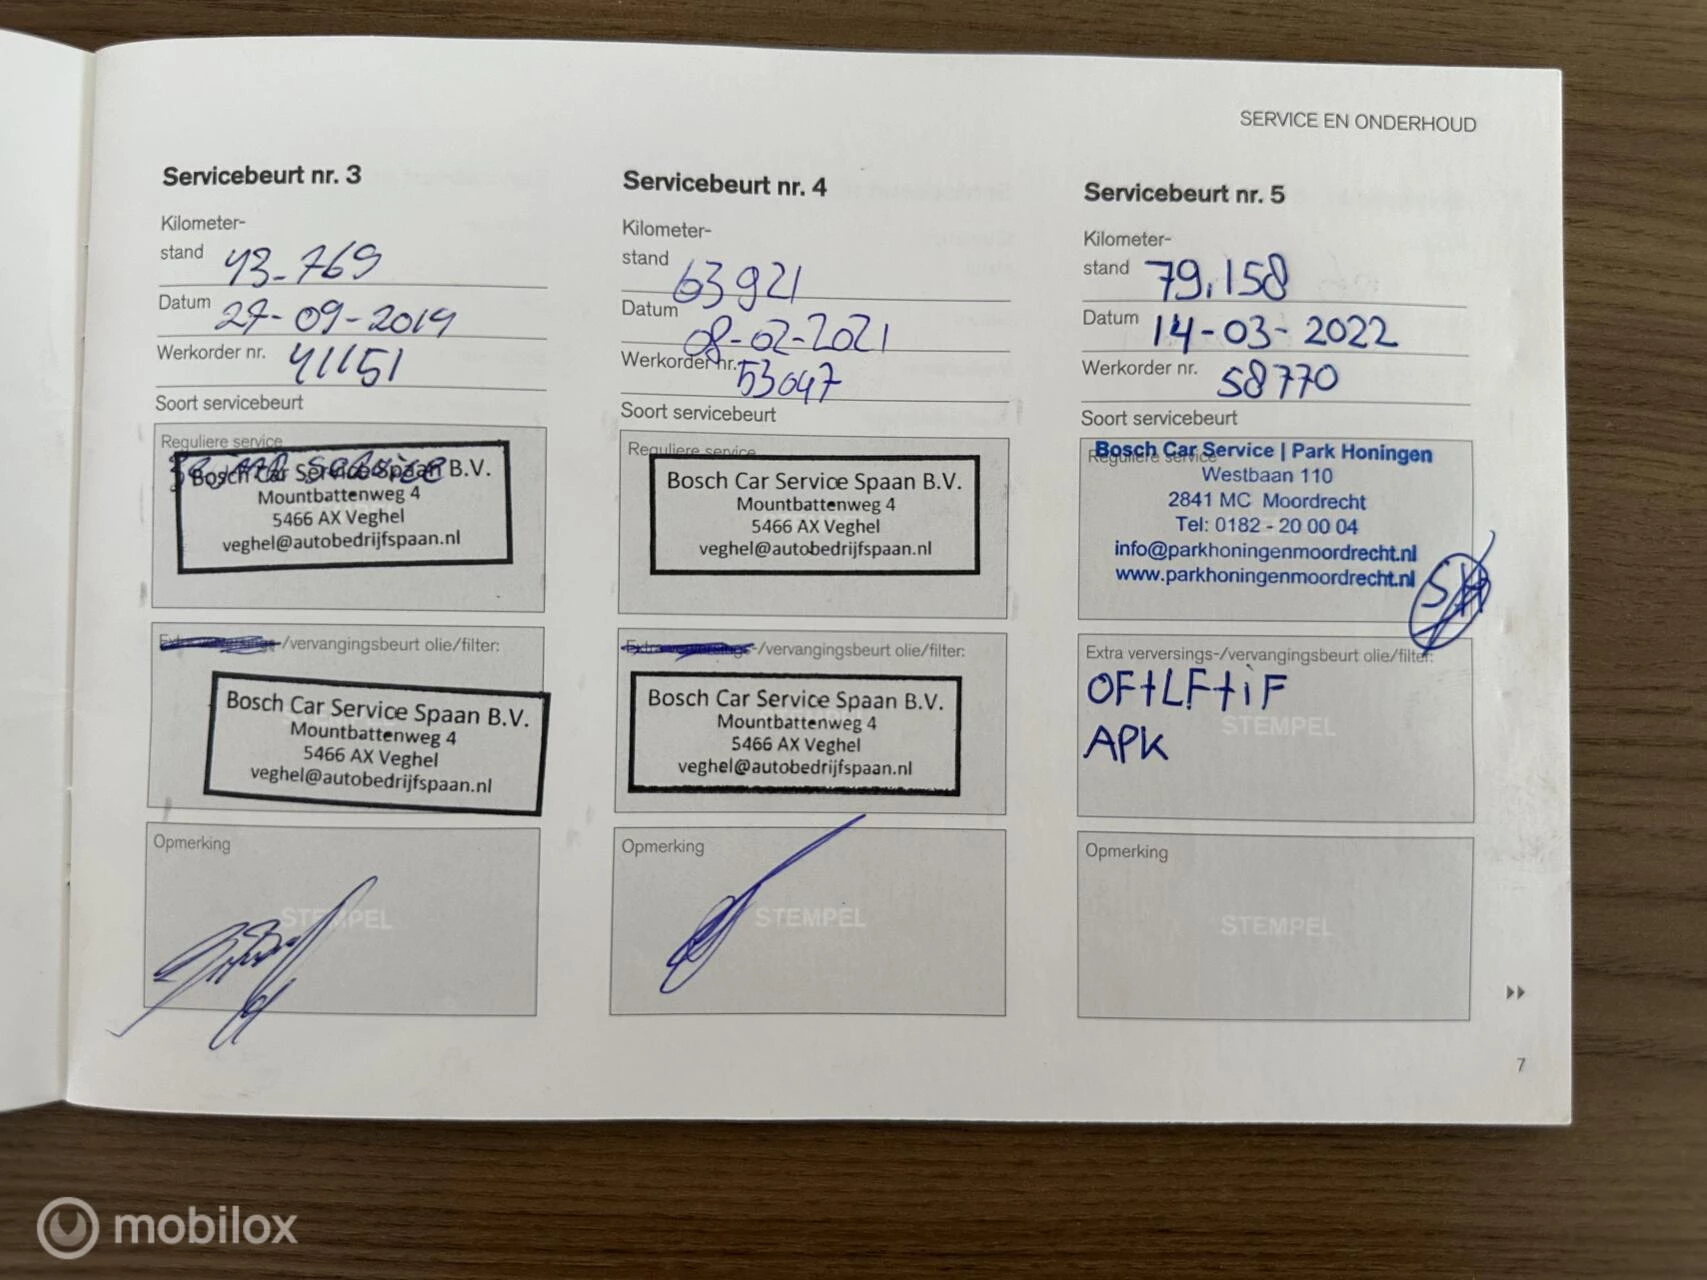 SERVICE EN ONDERHOUD
Servicebeurt nr. 3
Kilometer-
stand 43-769
Datum 27-09-2019
Werkorder nr. 41151
Soort servicebeurt
Reguliere service
Bosch Car Service Spaan B.V.
Mountbattenweg 4
5466 AX Veghel
veghel@autobedrijfspaan.nl
-/vervangingsbeurt olie/filter:
Bosch Car Service Spaan B.V.
Mountbattenweg 4
5466 AX Veghel
veghel@autobedrijfspaan.nl
Opmerking
STEMPEL
Servicebeurt nr. 4
Kilometer-
stand 63921
Datum 08-02-2021
Werkorder nr. 53047
Soort servicebeurt
Reguliere service
Bosch Car Service Spaan B.V.
Mountbattenweg 4
5466 AX Veghel
veghel@autobedrijfspaan.nl
Extra verversings-/vervangingsbeurt olie/filter:
Bosch Car Service Spaan B.V.
Mountbattenweg 4
5466 AX Veghel
veghel@autobedrijfspaan.nl
Opmerking
STEMPEL
Servicebeurt nr. 5
Kilometer-
stand 79.158
Datum 14-03-2022
Werkorder nr. 58770
Soort servicebeurt
Reguliere service
Bosch Car Service | Park Honingen
Westbaan 110
2841 MC Moordrecht
Tel: 0182 - 20 00 04
info@parkhoningenmoordrecht.nl
www.parkhoningenmoordrecht.nl
Extra verversings-/vervangingsbeurt olie/filter:
OF+LF+iF
STEMPEL
APK
Opmerking
STEMPEL
7
mobilox